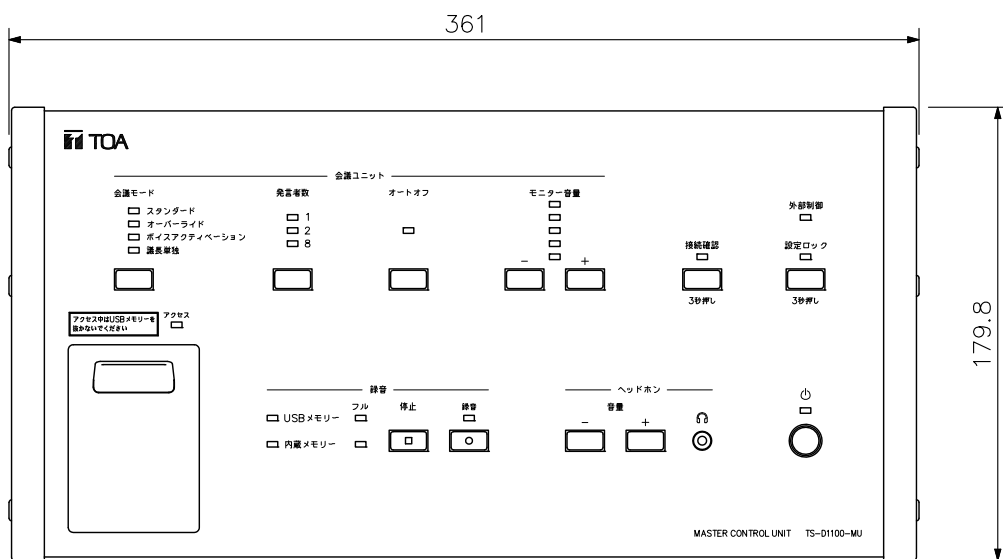 361
179.8
TOA
会議ユニット
会議モード
スタンダード
オーバーライド
ボイスアクティベーション
議長単独
発言者数
1
2
8
オートオフ
モニター音量
- +
接続確認
3秒押し
外部制御
設定ロック
3秒押し
アクセス中はUSBメモリーを
抜かないでください
アクセス
録音
フル
停止
録音
USBメモリー
内蔵メモリー
ヘッドホン
音量
- +
MASTER CONTROL UNIT TS-D1100-MU